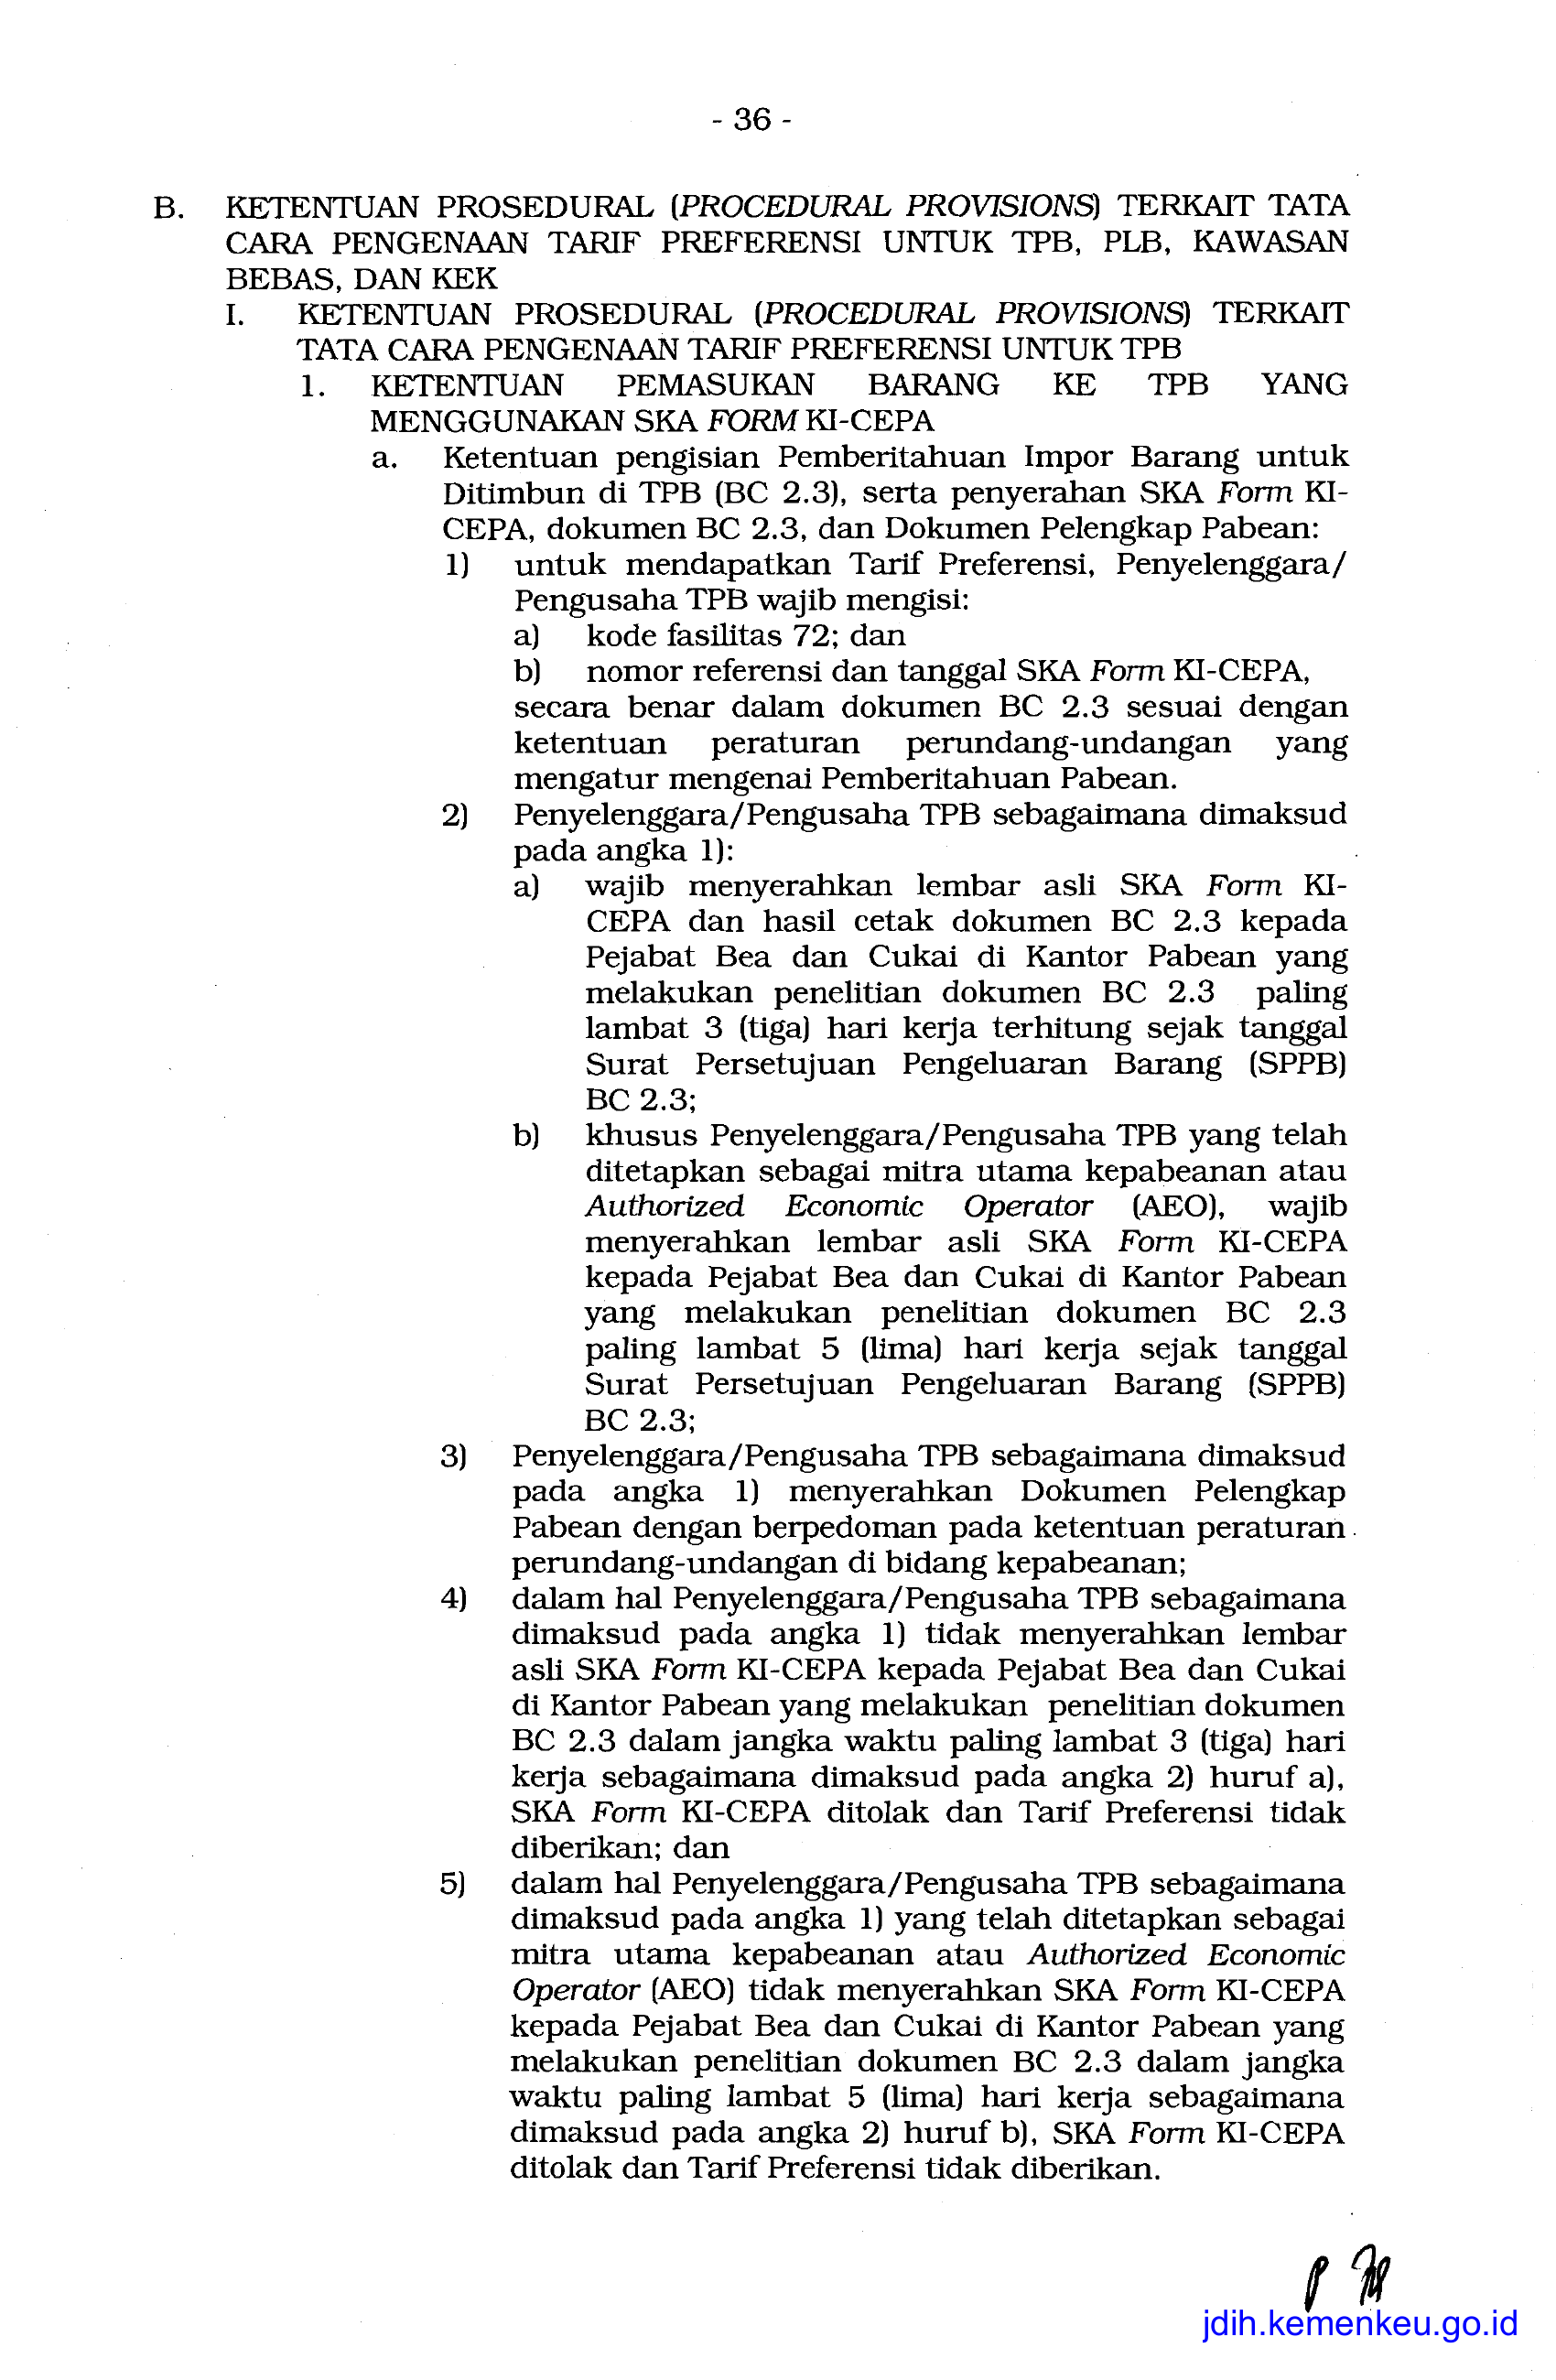 - 36 -
B. KETENTUAN PROSEDURAL (PROCEDURAL PROVISIONS) TERKAIT TATA
CARA PENGENAAN TARIF PREFERENSI UNTUK TPB, PLB, KAWASAN
BEBAS, DAN KEK
I. KETENTUAN PROSEDURAL (PROCEDURAL PROVISIONS) TERKAIT
TATA CARA PENGENAAN TARIF PREFERENSI UNTUK TPB
1. KETENTUAN PEMASUKAN BARANG KE TPB YANG
MENGGUNAKAN SKA FORM KI-CEPA
a. Ketentuan pengisian Pemberitahuan Impor Barang untuk
Ditimbun di TPB (BC 2.3), serta penyerahan SKA Form KI-
CEPA, dokumen BC 2.3, dan Dokumen Pelengkap Pabean:
1) untuk mendapatkan Tarif Preferensi, Penyelenggara/
Pengusaha TPB wajib mengisi:
a) kode fasilitas 72; dan
b) nomor referensi dan tanggal SKA Form KI-CEPA,
secara benar dalam dokumen BC 2.3 sesuai dengan
ketentuan peraturan perundang-undangan yang
mengatur mengenai Pemberitahuan Pabean.
2) Penyelenggara/Pengusaha TPB sebagaimana dimaksud
pada angka 1):
a) wajib menyerahkan lembar asli SKA Form KI-
CEPA dan hasil cetak dokumen BC 2.3 kepada
Pejabat Bea dan Cukai di Kantor Pabean yang
melakukan penelitian dokumen BC 2.3 paling
lambat 3 (tiga) hari kerja terhitung sejak tanggal
Surat Persetujuan Pengeluaran Barang (SPPB)
BC 2.3;
b) khusus Penyelenggara/Pengusaha TPB yang telah
ditetapkan sebagai mitra utama kepabeanan atau
Authorized Economic Operator (AEO), wajib
menyerahkan lembar asli SKA Form KI-CEPA
kepada Pejabat Bea dan Cukai di Kantor Pabean
yang melakukan penelitian dokumen BC 2.3
paling lambat 5 (lima) hari kerja sejak tanggal
Surat Persetujuan Pengeluaran Barang (SPPB)
BC 2.3;
3) Penyelenggara/Pengusaha TPB sebagaimana dimaksud
pada angka 1) menyerahkan Dokumen Pelengkap
Pabean dengan berpedoman pada ketentuan peraturan
perundang-undangan di bidang kepabeanan;
4) dalam hal Penyelenggara/Pengusaha TPB sebagaimana
dimaksud pada angka 1) tidak menyerahkan lembar
asli SKA Form KI-CEPA kepada Pejabat Bea dan Cukai
di Kantor Pabean yang melakukan penelitian dokumen
BC 2.3 dalam jangka waktu paling lambat 3 (tiga) hari
kerja sebagaimana dimaksud pada angka 2) huruf a),
SKA Form KI-CEPA ditolak dan Tarif Preferensi tidak
diberikan; dan
5) dalam hal Penyelenggara/Pengusaha TPB sebagaimana
dimaksud pada angka 1) yang telah ditetapkan sebagai
mitra utama kepabeanan atau Authorized Economic
Operator (AEO) tidak menyerahkan SKA Form KI-CEPA
kepada Pejabat Bea dan Cukai di Kantor Pabean yang
melakukan penelitian dokumen BC 2.3 dalam jangka
waktu paling lambat 5 (lima) hari kerja sebagaimana
dimaksud pada angka 2) huruf b), SKA Form KI-CEPA
ditolak dan Tarif Preferensi tidak diberikan.
jdih.kemenkeu.go.id